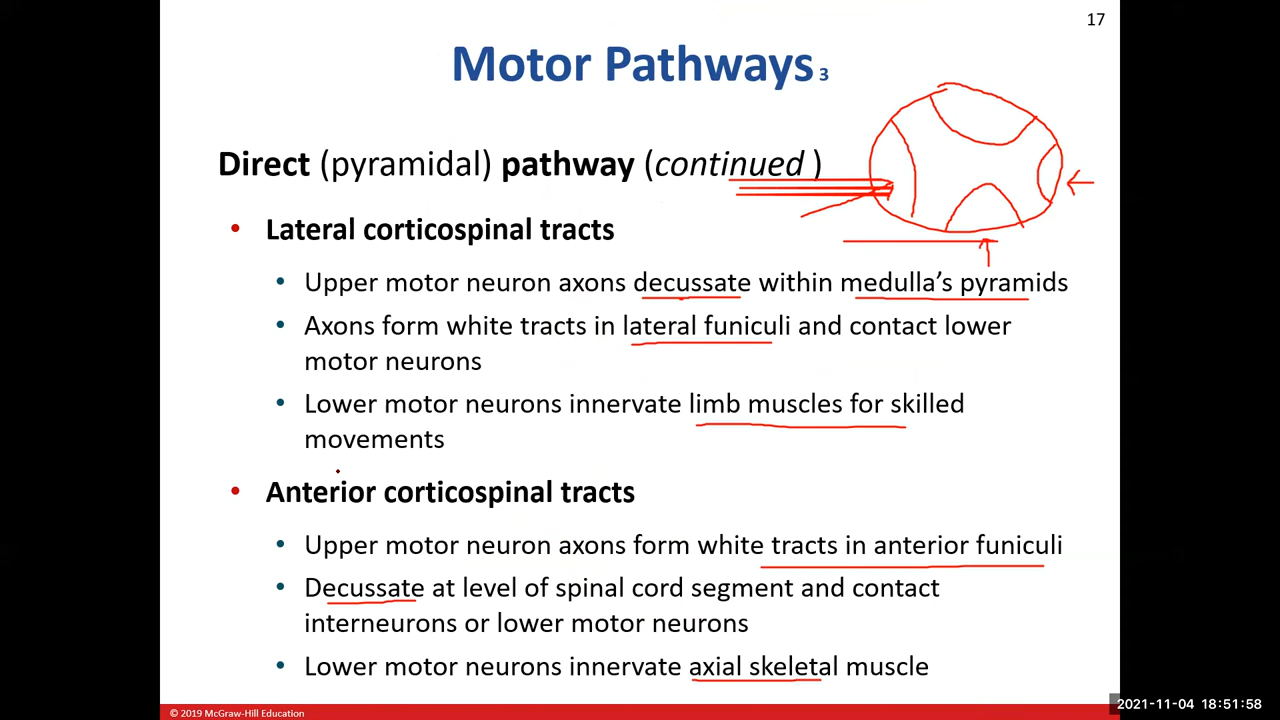 17
Motor Pathways 3
Direct (pyramidal) pathway (continued )
• Lateral corticospinal tracts
• Upper motor neuron axons decussate within medulla's pyramids
• Axons form white tracts in lateral funiculi and contact lower
motor neurons
• Lower motor neurons innervate limb muscles for skilled
movements
• Anterior corticospinal tracts
• Upper motor neuron axons form white tracts in anterior funiculi
• Decussate at level of spinal cord segment and contact
interneurons or lower motor neurons
• Lower motor neurons innervate axial skeletal muscle
© 2019 McGraw-Hill Education
2021-11-04 18:51:58